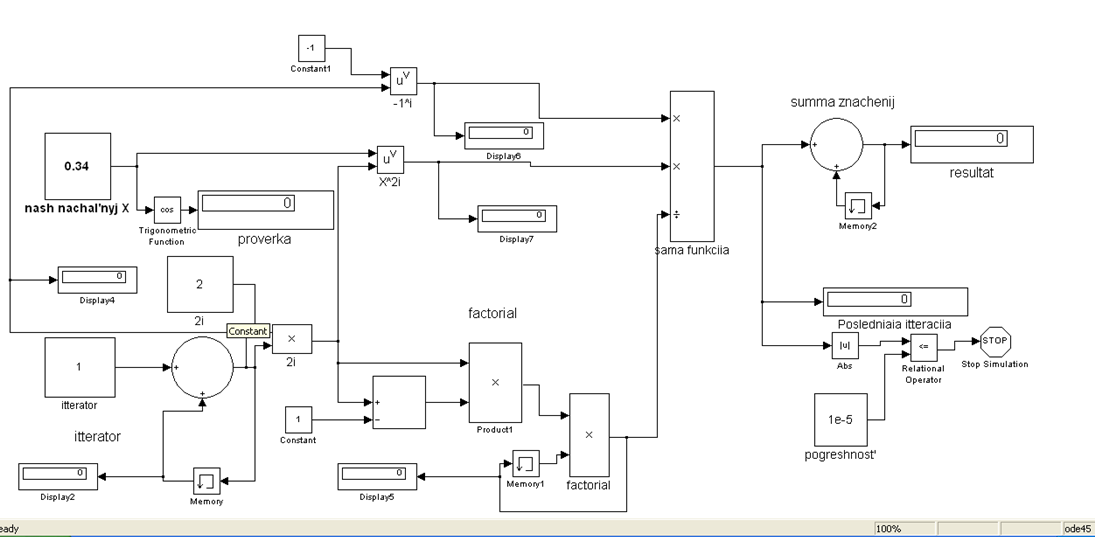 -1
Constant1
u^v
-1^i
summa znachenij
0
Display6
0
resultat
0.34
nash nachal'nyj X
u^v
X^2i
cos
Trigonometric
Function
0
proverka
0
Display7
×
×
÷
sama funkciia
+
+
Memory2
0
Display4
2
2i
Constant
×
2i
factorial
0
Posledniaia itteraciia
|u|
Abs
<=
Relational
Operator
STOP
Stop Simulation
1
itterator
+
+
itterator
+
-
1
Constant
×
Product1
×
factorial
1e-5
pogreshnost'
0
Display2
Memory
0
Display5
Memory1
eady
100%
ode45